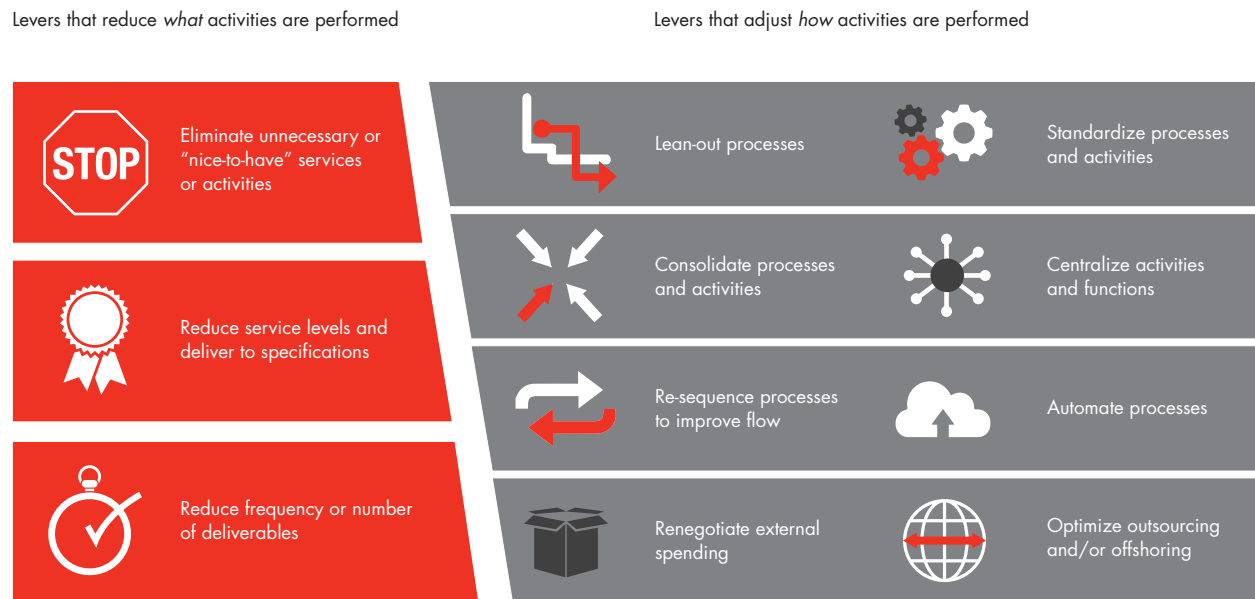 Levers that reduce what activities are performed
Levers that adjust how activities are performed
STOP
Eliminate unnecessary or
“nice-to-have” services
or activities
Reduce service levels and
deliver to specifications
Reduce frequency or number
of deliverables
Lean-out processes
Standardize processes
and activities
Consolidate processes
and activities
Centralize activities
and functions
Re-sequence processes
to improve flow
Automate processes
Renegotiate external
spending
Optimize outsourcing
and/or offshoring